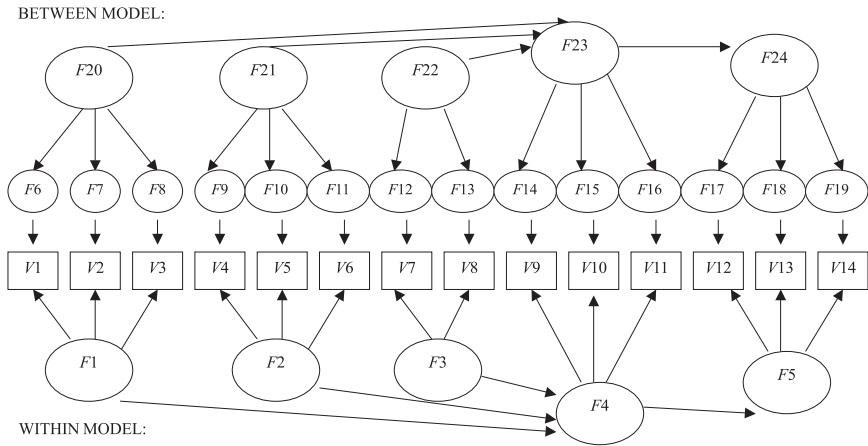 BETWEEN MODEL:
F20 F21 F22 F23 F24
F6 F7 F8 F9 F10 F11 F12 F13 F14 F15 F16 F17 F18 F19
V1 V2 V3 V4 V5 V6 V7 V8 V9 V10 V11 V12 V13 V14
F1 F2 F3 F4 F5
WITHIN MODEL: